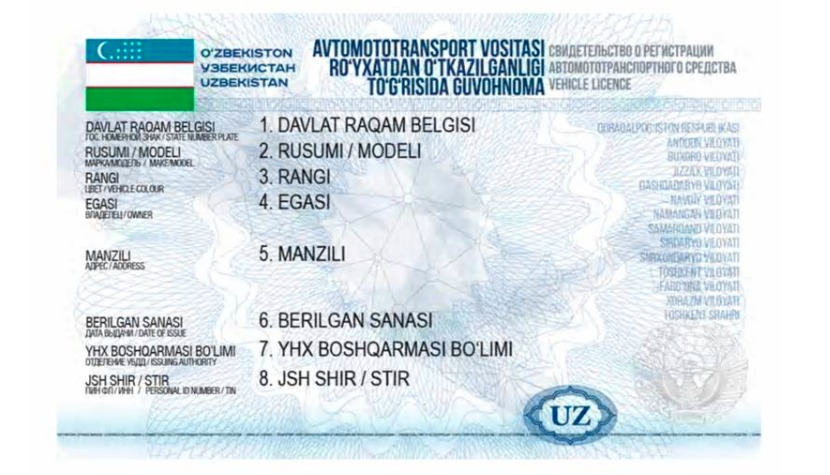 O'ZBEKISTON
УЗБЕКИСТАН
UZBEKISTAN
AVTOMOTOTRANSPORT VOSITASI
RO'YXATDAN O'TKAZILGANLIGI
TO'G'RISIDA GUVOHNOMA
СВИДЕТЕЛЬСТВО О РЕГИСТРАЦИИ
АВТОМОТОТРАНСПОРТНОГО СРЕДСТВА
VEHICLE LICENCE
DAVLAT RAQAM BELGISI
ГОС. НОМЕРНОЙ ЗНАК / STATE NUMBER PLATE
1. DAVLAT RAQAM BELGISI
RUSUMI / MODELI
МАРКА/МОДЕЛЬ / MAKE/MODEL
2. RUSUMI / MODELI
RANGI
ЦВЕТ / VEHICLE COLOUR
3. RANGI
EGASI
ВЛАДЕЛЕЦ / OWNER
4. EGASI
MANZILI
АДРЕС / ADDRESS
5. MANZILI
BERILGAN SANASI
ДАТА ВЫДАЧИ / DATE OF ISSUE
6. BERILGAN SANASI
YHX BOSHQARMASI BO'LIMI
ОТДЕЛЕНИЕ УБДД / ISSUING AUTHORITY
7. YHX BOSHQARMASI BO'LIMI
JSH SHIR / STIR
ПИНФЛ / ИНН / PERSONAL ID NUMBER / TIN
8. JSH SHIR / STIR
QORAQALPOG'ISTON RESPUBLIKASI
ANDIJON VILOYATI
BUXORO VILOYATI
JIZZAX VILOYATI
QASHQADARYO VILOYATI
NAVOIY VILOYATI
NAMANGAN VILOYATI
SAMARQAND VILOYATI
SIRDARYO VILOYATI
SURXONDARYO VILOYATI
TOSHKENT VILOYATI
FARG'ONA VILOYATI
XORAZM VILOYATI
TOSHKENT SHAHRI
UZ